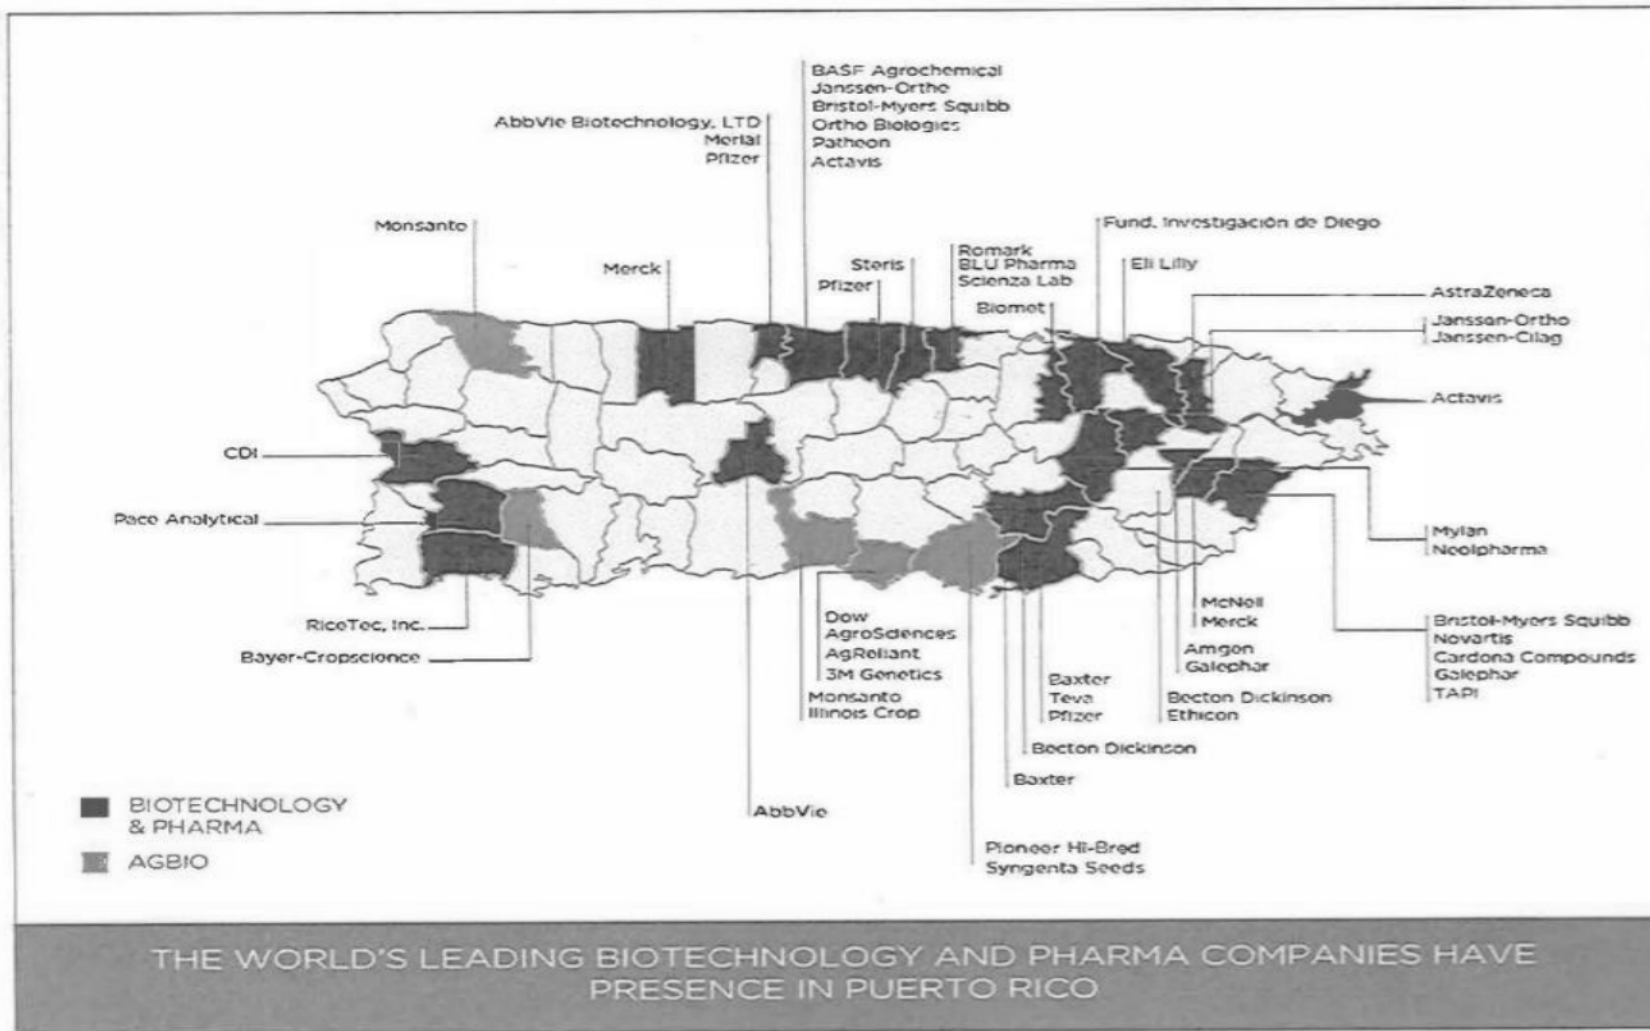 BASF Agrochemical
Janssen-Ortho
Bristol-Myers Squibb
Ortho Biologics
Patheon
Actavis
AbbVie Biotechnology, LTD
Merial
Pfizer
Monsanto
Merck
Steris
Pfizer
Romark
BLU Pharma
Scienza Lab
Biomet
Fund. Investigación de Diego
Eli Lilly
AstraZeneca
Janssen-Ortho
Janssen-Cilag
Actavis
CDI
Pace Analytical
Mylan
Neolpharma
RiceTec, Inc.
Bayer-Cropscience
Dow
AgroSciences
AgReliant
3M Genetics
Monsanto
Illinois Crop
McNeil
Merck
Amgen
Galephar
Baxter
Teva
Pfizer
Becton Dickinson
Ethicon
Becton Dickinson
Baxter
Bristol-Myers Squibb
Novartis
Cardona Compounds
Galephar
TAPI
AbbVie
Pioneer Hi-Bred
Syngenta Seeds
BIOTECHNOLOGY
& PHARMA
AGBIO
THE WORLD'S LEADING BIOTECHNOLOGY AND PHARMA COMPANIES HAVE
PRESENCE IN PUERTO RICO